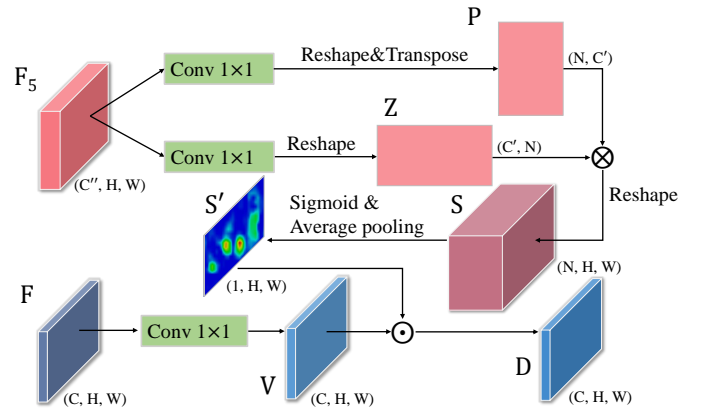 P
Reshape&Transpose
(N, C′)
Conv 1×1
F5
Z
Reshape
(C′, N)
Conv 1×1
(C″, H, W)
S′
Sigmoid &
Average pooling
S
Reshape
(N, H, W)
(1, H, W)
F
Conv 1×1
V
D
(C, H, W)
(C, H, W)
(C, H, W)